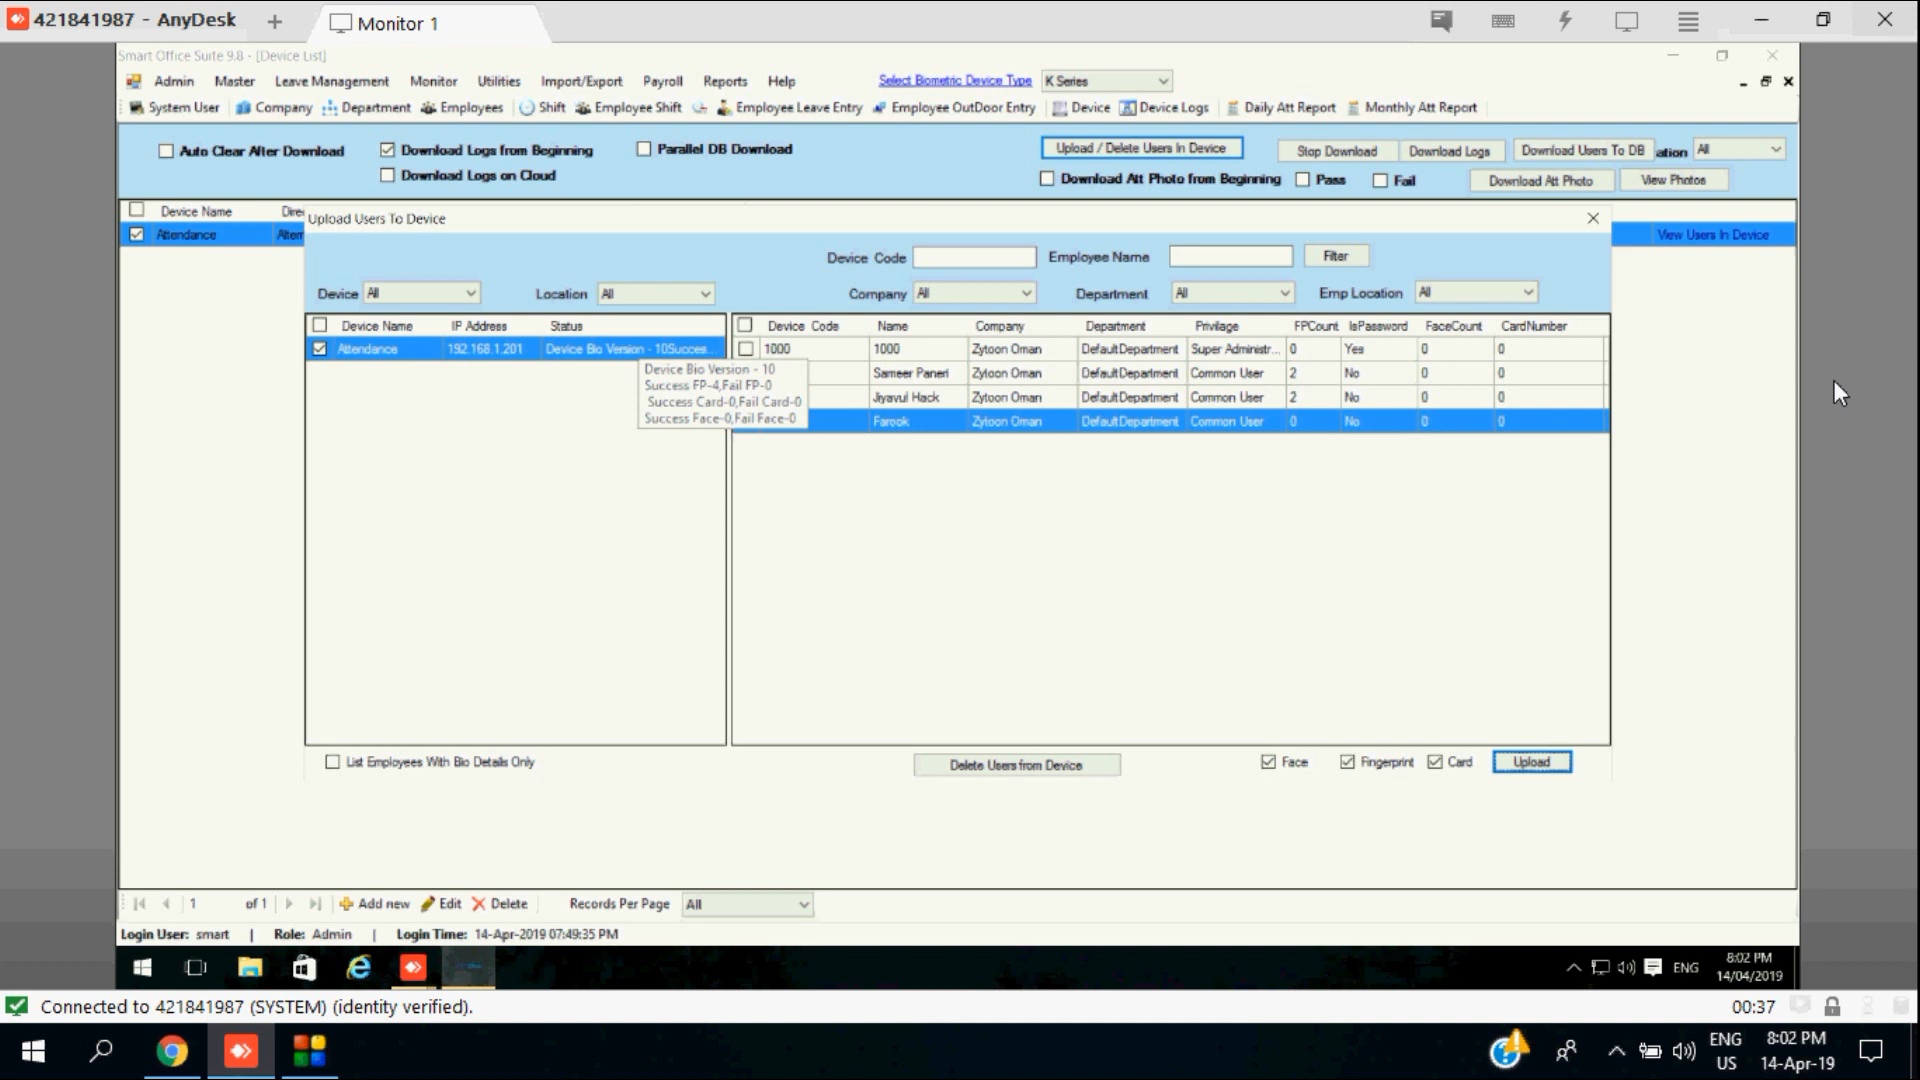 421841987 - AnyDesk
Monitor 1
Smart Office Suite 9.8 - [Device List]
Admin Master Leave Management Monitor Utilities Import/Export Payroll Reports Help Select Biometric Device Type K Series
System User Company Department Employees Shift Employee Shift Employee Leave Entry Employee OutDoor Entry Device Device Logs Daily Att Report Monthly Att Report
Auto Clear After Download Download Logs from Beginning Parallel DB Download Upload / Delete Users In Device Stop Download Download Logs Download Users To DB ation All
Download Logs on Cloud Download Att Photo from Beginning Pass Fail Download Att Photo View Photos
Device Name Direc
Attendance Altern View Users In Device
Upload Users To Device
Device Code Employee Name Filter
Device All Location All Company All Department All Emp Location All
Device Name IP Address Status
Attendance 192.168.1.201 Device Bio Version - 10Succes...
Device Bio Version - 10
Success FP-4,Fail FP-0
Success Card-0,Fail Card-0
Success Face-0,Fail Face-0
Device Code Name Company Department Privilage FPCount IsPassword FaceCount CardNumber
1000 1000 Zytoon Oman DefaultDepartment Super Administr... 0 Yes 0 0
Sameer Paneri Zytoon Oman DefaultDepartment Common User 2 No 0 0
Jiyavul Hack Zytoon Oman DefaultDepartment Common User 2 No 0 0
Farook Zytoon Oman DefaultDepartment Common User 0 No 0 0
List Employees With Bio Details Only Delete Users from Device Face Fingerprint Card Upload
1 of 1 Add new Edit Delete Records Per Page All
Login User: smart | Role: Admin | Login Time: 14-Apr-2019 07:49:35 PM
ENG 8:02 PM
14/04/2019
Connected to 421841987 (SYSTEM) (identity verified). 00:37
ENG 8:02 PM
US 14-Apr-19